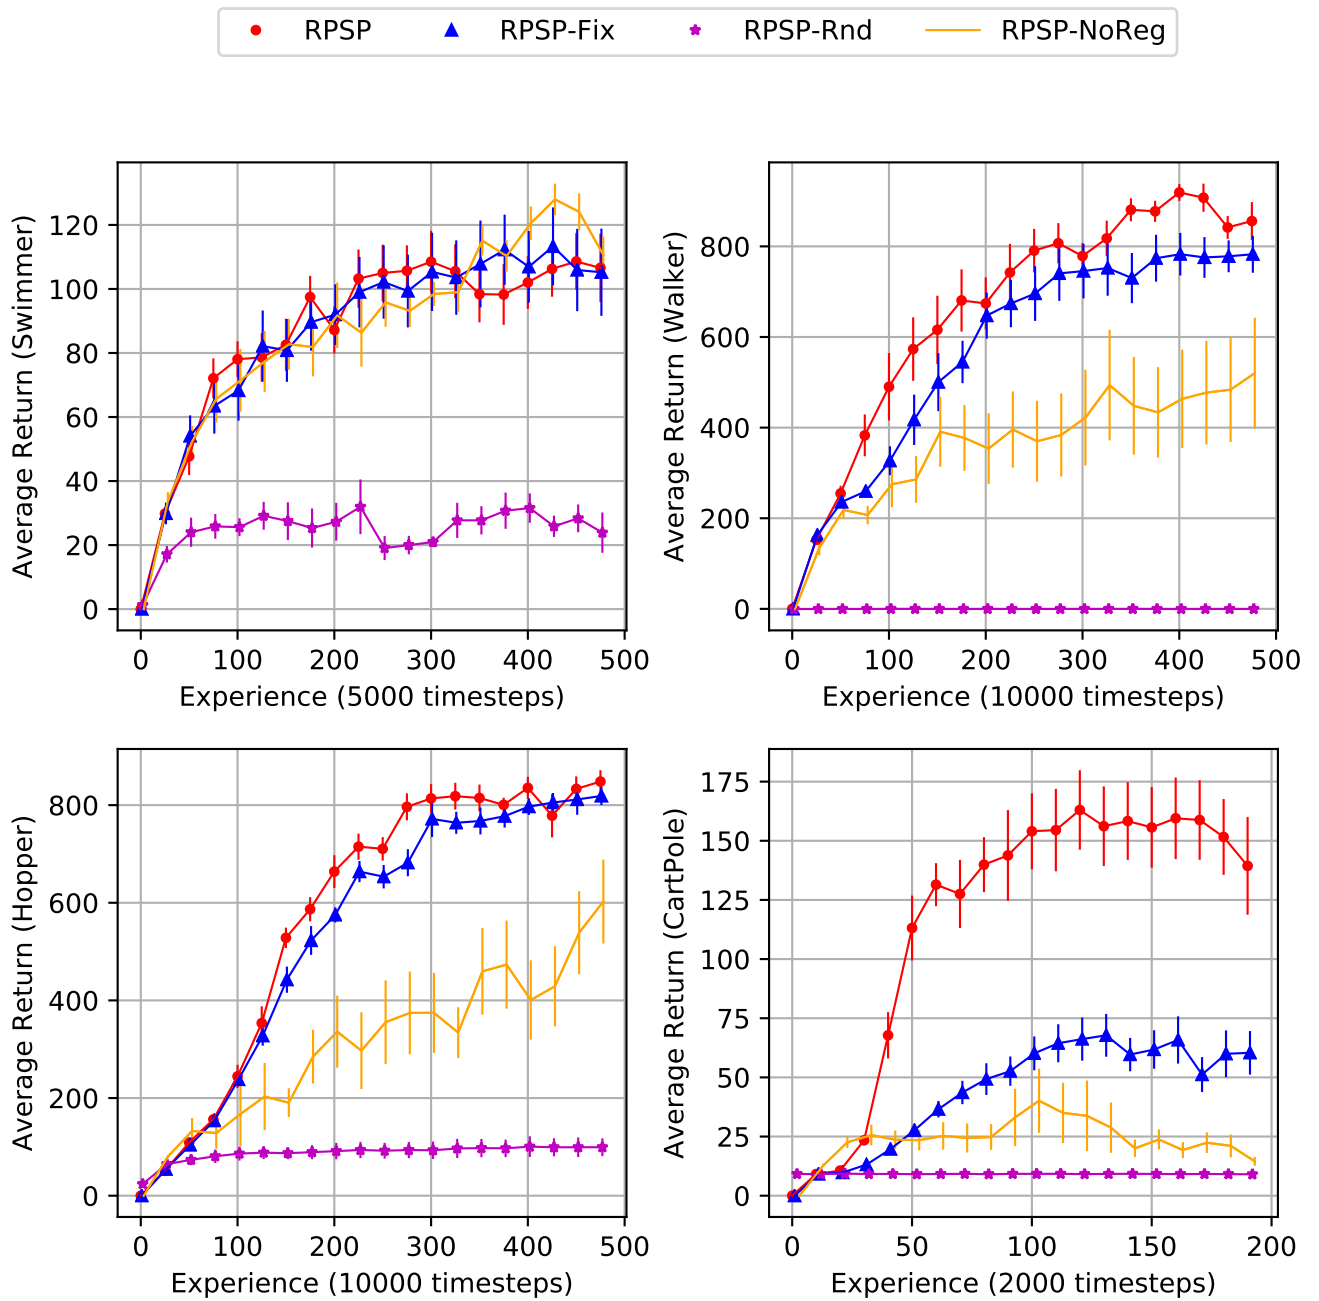 RPSP RPSP-Fix RPSP-Rnd RPSP-NoReg
Average Return (Swimmer)
120
100
80
60
40
20
0
0 100 200 300 400 500
Experience (5000 timesteps)
Average Return (Walker)
800
600
400
200
0
0 100 200 300 400 500
Experience (10000 timesteps)
Average Return (Hopper)
800
600
400
200
0
0 100 200 300 400 500
Experience (10000 timesteps)
Average Return (CartPole)
175
150
125
100
75
50
25
0
0 50 100 150 200
Experience (2000 timesteps)